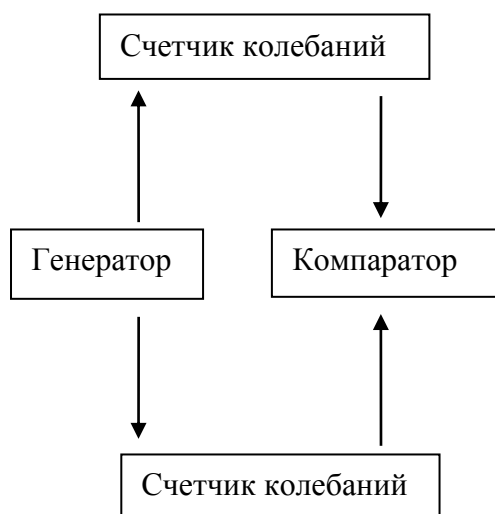 Счетчик колебаний
Генератор
Компаратор
Счетчик колебаний